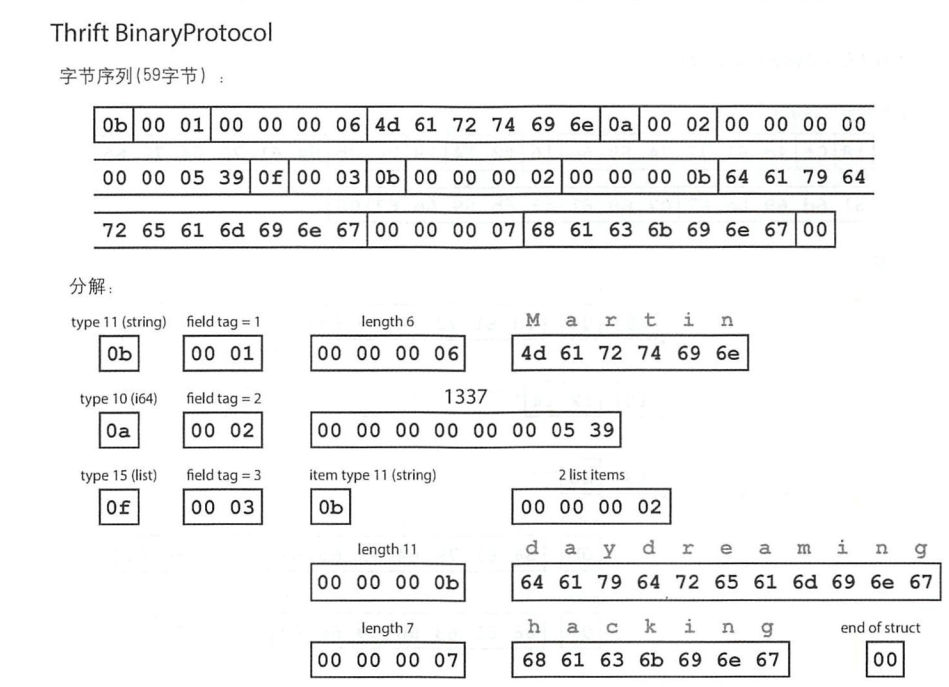 Thrift BinaryProtocol
字节序列(59字节）：
0b 00 01 00 00 00 06 4d 61 72 74 69 6e 0a 00 02 00 00 00 00
00 00 05 39 0f 00 03 0b 00 00 00 02 00 00 00 0b 64 61 79 64
72 65 61 6d 69 6e 67 00 00 00 07 68 61 63 6b 69 6e 67 00
分解：
type 11 (string) field tag = 1 length 6 M a r t i n
0b 00 01 00 00 00 06 4d 61 72 74 69 6e
type 10 (i64) field tag = 2 1337
0a 00 02 00 00 00 00 00 00 05 39
type 15 (list) field tag = 3 item type 11 (string) 2 list items
0f 00 03 0b 00 00 00 02
length 11 d a y d r e a m i n g
00 00 00 0b 64 61 79 64 72 65 61 6d 69 6e 67
length 7 h a c k i n g end of struct
00 00 00 07 68 61 63 6b 69 6e 67 00